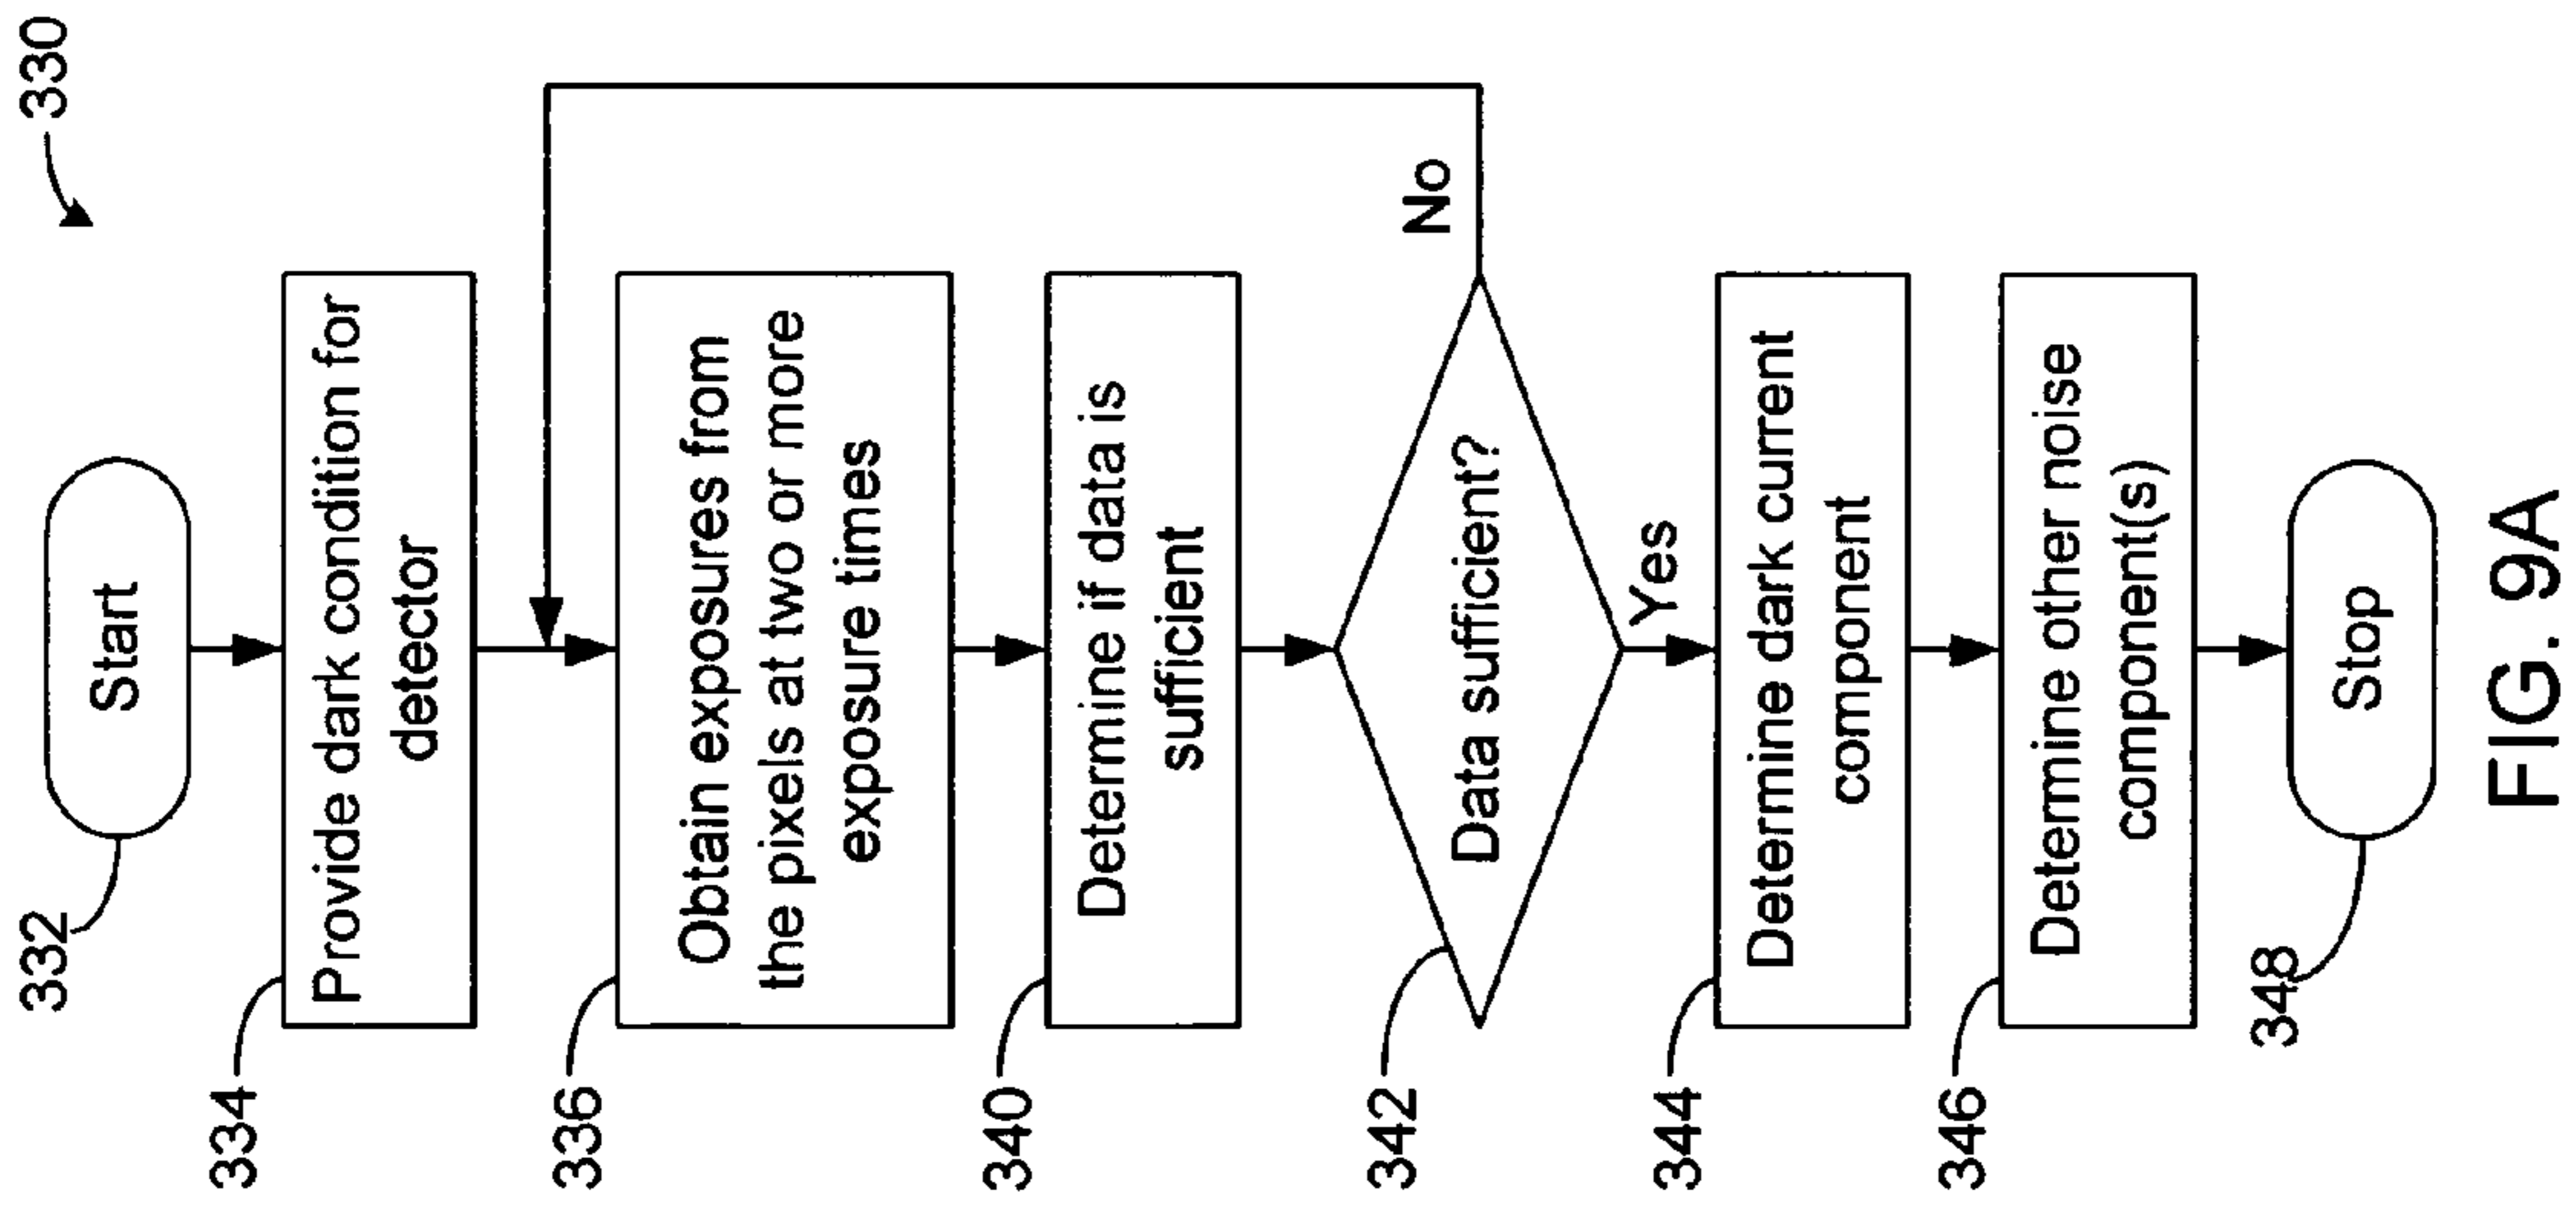 330
332
Start
334
Provide dark condition for
detector
336
Obtain exposures from
the pixels at two or more
exposure times
340
Determine if data is
sufficient
342
Data sufficient?
No
Yes
344
Determine dark current
component
346
Determine other noise
component(s)
348
Stop
FIG. 9A